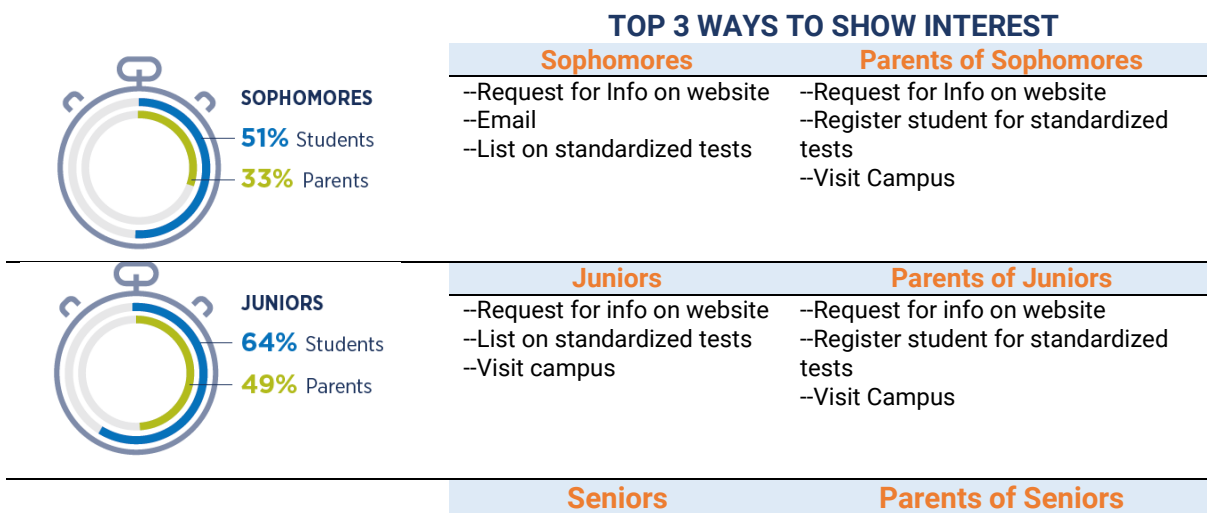 TOP 3 WAYS TO SHOW INTEREST
Sophomores
Parents of Sophomores
SOPHOMORES
51% Students
33% Parents
--Request for Info on website
--Email
--List on standardized tests
--Request for Info on website
--Register student for standardized
tests
--Visit Campus
Juniors
Parents of Juniors
JUNIORS
64% Students
49% Parents
--Request for info on website
--List on standardized tests
--Visit campus
--Request for info on website
--Register student for standardized
tests
--Visit Campus
Seniors
Parents of Seniors